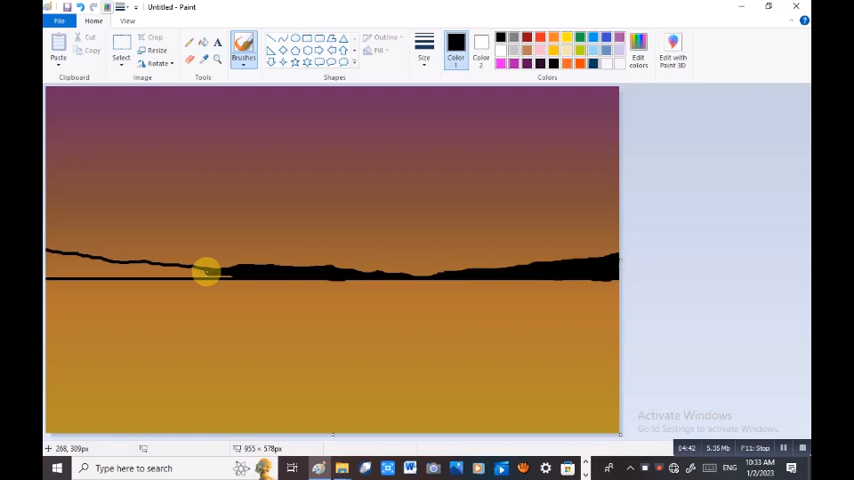 Untitled - Paint
File Home View
Paste
Cut
Copy
Clipboard
Select
Crop
Resize
Rotate
Image
A
Tools
Brushes
Outline
Fill
Shapes
Size
Color 1
Color 2
Edit colors
Colors
Edit with Paint 3D
Activate Windows
Go to Settings to activate Windows.
268, 309px
955 × 578px
04:42 5.35 Mb F11: Stop
Type here to search
ENG
10:33 AM
1/2/2023